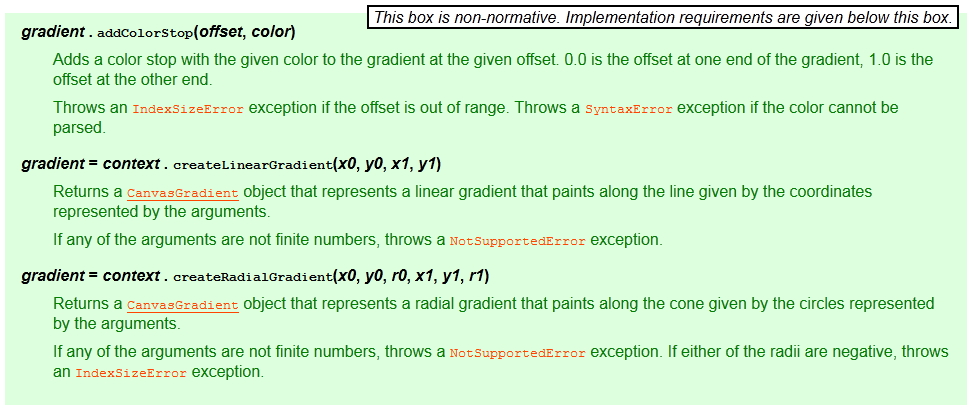 This box is non-normative. Implementation requirements are given below this box.
gradient . addColorStop(offset, color)
Adds a color stop with the given color to the gradient at the given offset. 0.0 is the offset at one end of the gradient, 1.0 is the
offset at the other end.
Throws an IndexSizeError exception if the offset is out of range. Throws a SyntaxError exception if the color cannot be
parsed.
gradient = context . createLinearGradient(x0, y0, x1, y1)
Returns a CanvasGradient object that represents a linear gradient that paints along the line given by the coordinates
represented by the arguments.
If any of the arguments are not finite numbers, throws a NotSupportedError exception.
gradient = context . createRadialGradient(x0, y0, r0, x1, y1, r1)
Returns a CanvasGradient object that represents a radial gradient that paints along the cone given by the circles represented
by the arguments.
If any of the arguments are not finite numbers, throws a NotSupportedError exception. If either of the radii are negative, throws
an IndexSizeError exception.